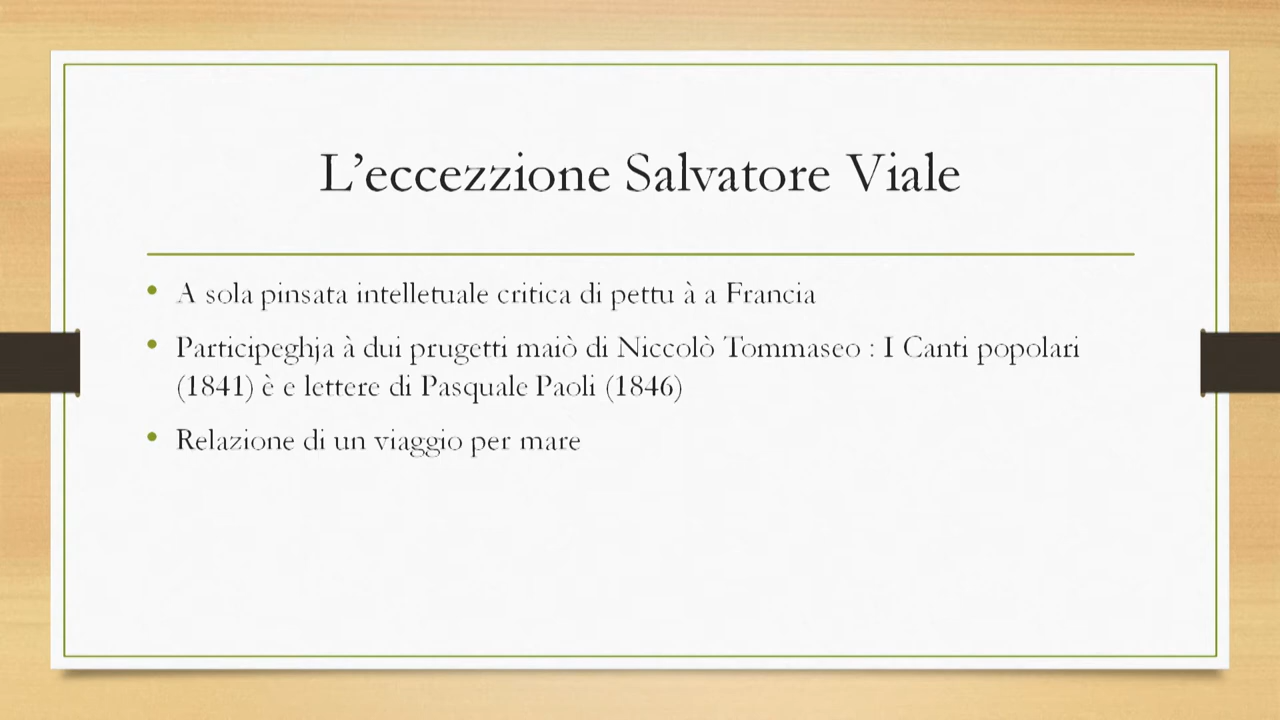 L’eccezzione Salvatore Viale
• A sola pinsata intelletuale critica di pettu à a Francia
• Participeghja à dui prugetti maiò di Niccolò Tommaseo : I Canti popolari
(1841) è e lettere di Pasquale Paoli (1846)
• Relazione di un viaggio per mare